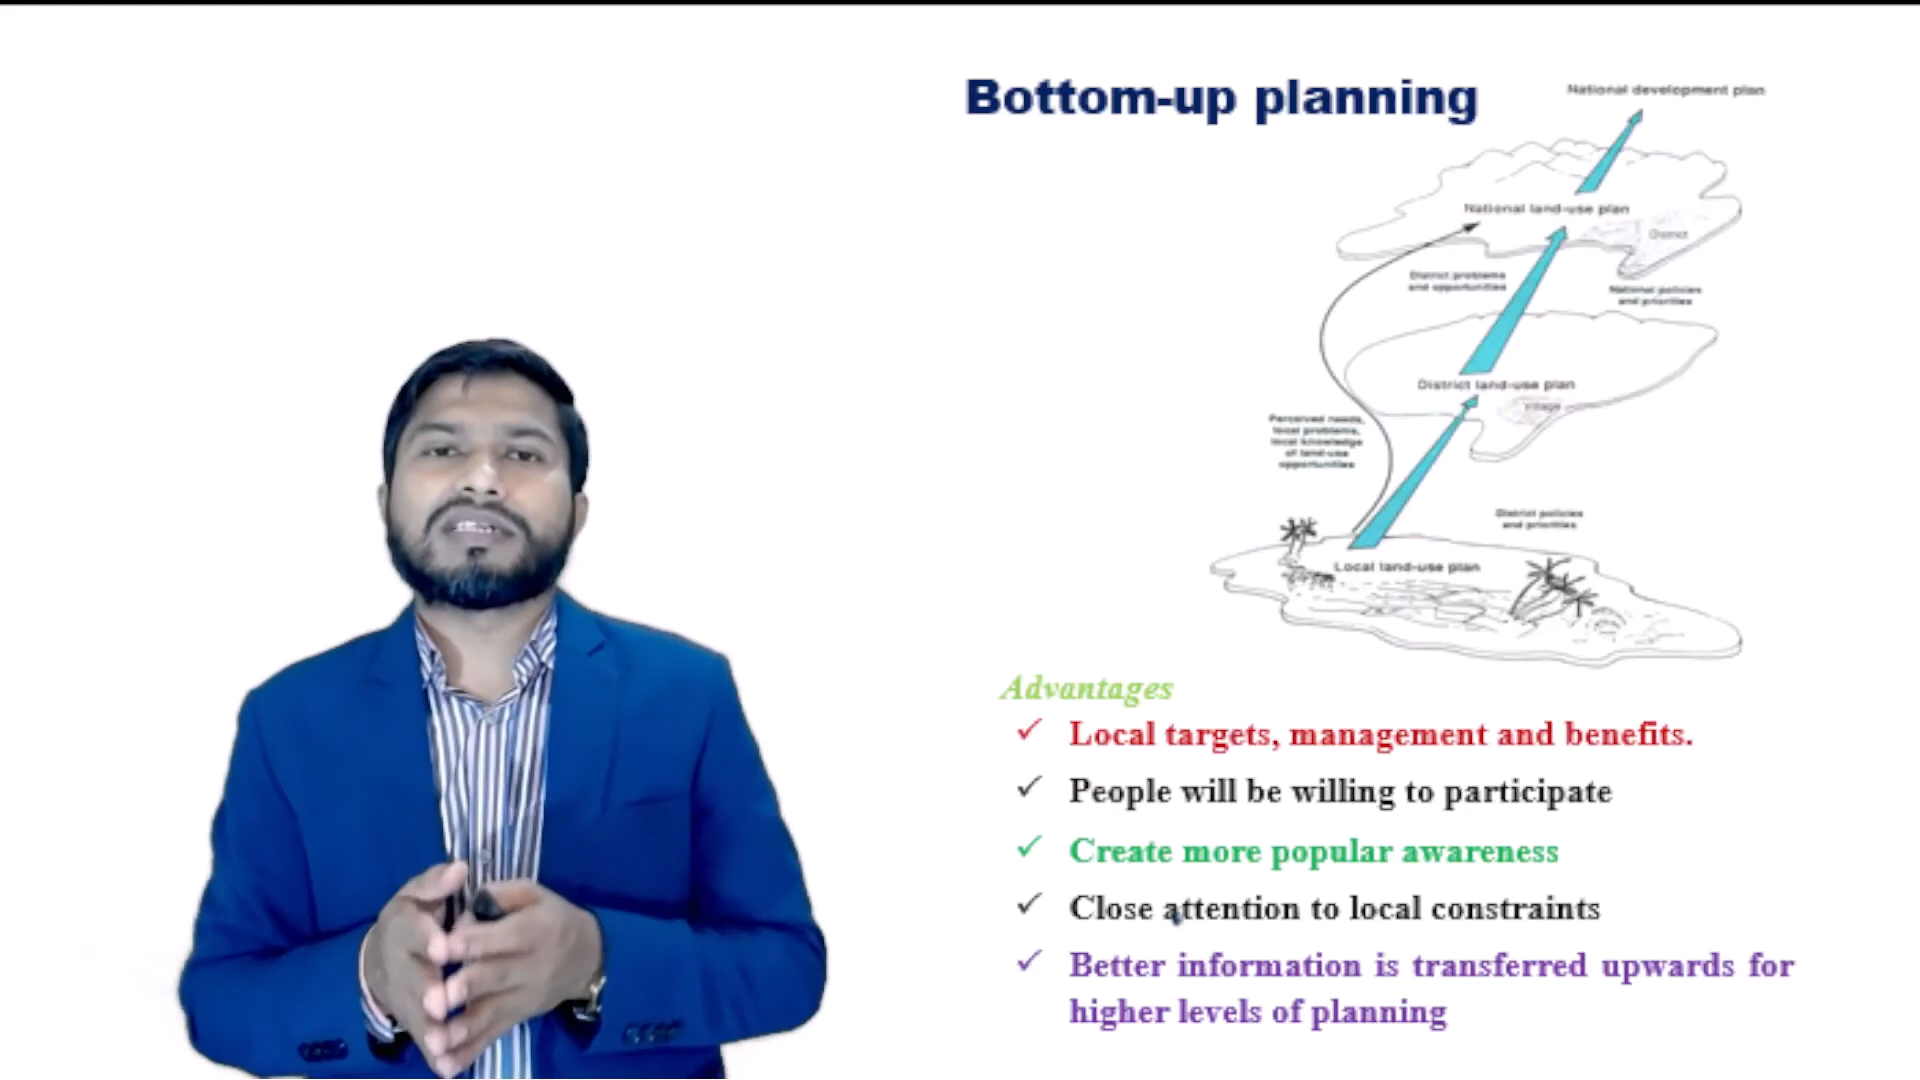 Bottom-up planning
National development plan
National land-use plan
District
District problems
and opportunities
National policies
and priorities
District land-use plan
Village
Perceived needs,
local problems,
local knowledge
of land-use
opportunities
District policies
and priorities
Local land-use plan
Advantages
✓ Local targets, management and benefits.
✓ People will be willing to participate
✓ Create more popular awareness
✓ Close attention to local constraints
✓ Better information is transferred upwards for
higher levels of planning